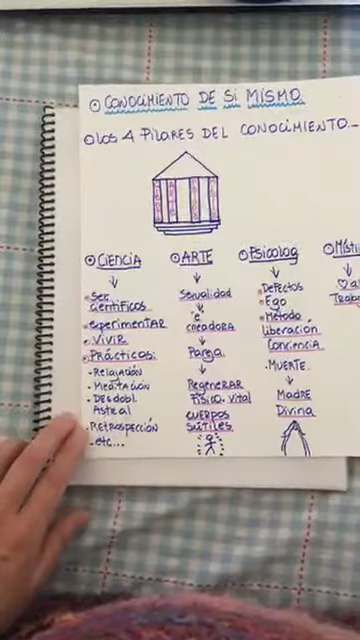 CONOCIMIENTO DE SÍ MISMO
LOS 4 PILARES DEL CONOCIMIENTO...
CIENCIA
Ser
científicos
experimentar
VIVIR
Prácticas:
- Relajación
- Meditación
- Desdobl.
Astral
- Retrospección
- etc...
ARTE
Sexualidad
creadora
Pareja
Regenerar
Físico. vital
cuerpos
sutiles
Psicolog
Defectos
Ego
Método
liberación
Conciencia
MUERTE.
Madre
Divina